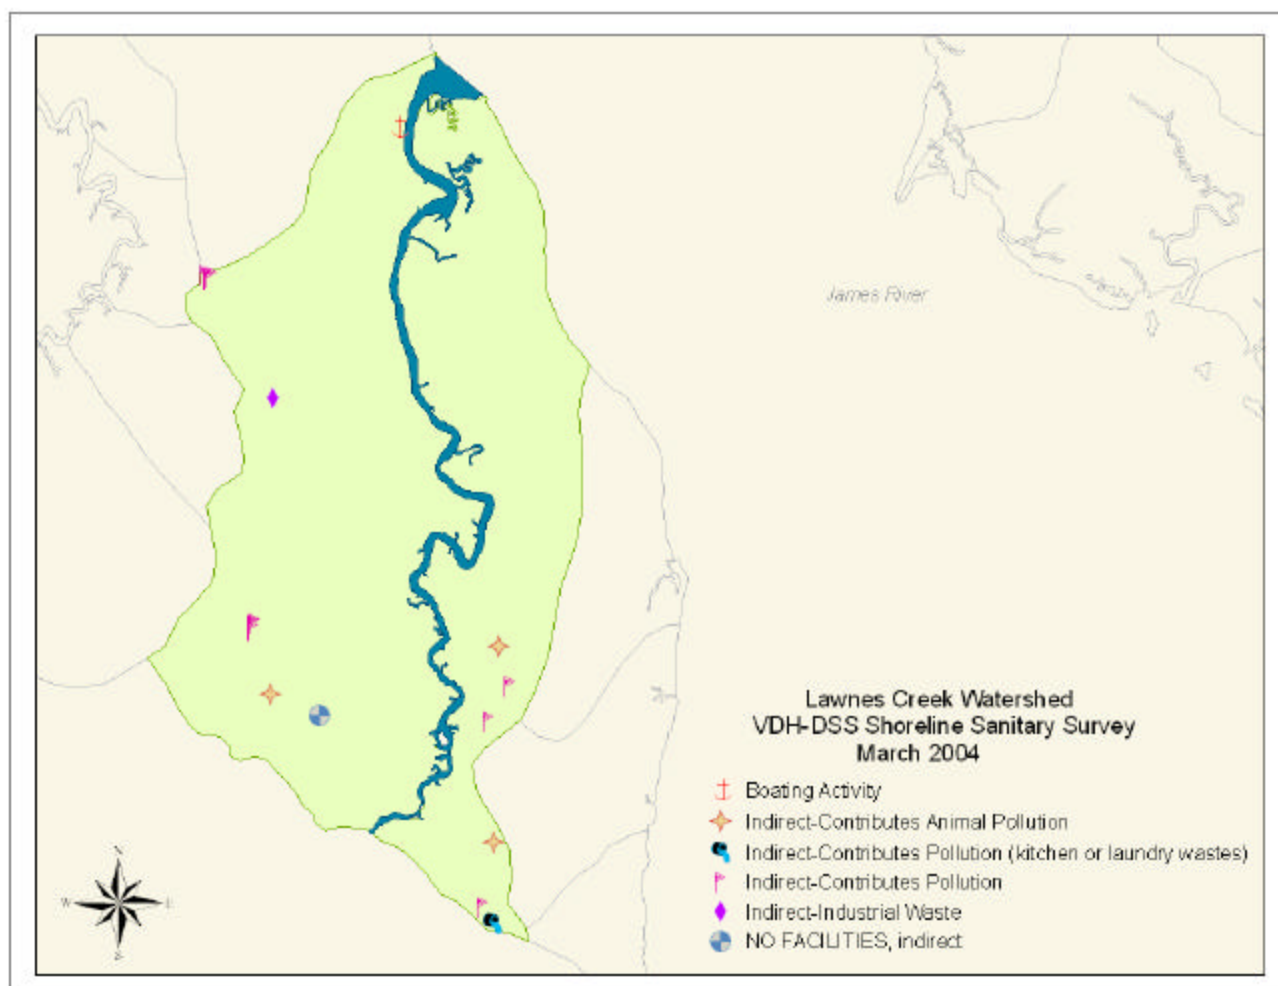 James River
Lawnes Creek Watershed
VDH-DSS Shoreline Sanitary Survey
March 2004
Boating Activity
Indirect-Contributes Animal Pollution
Indirect-Contributes Pollution (kitchen or laundry wastes)
Indirect-Contributes Pollution
Indirect-Industrial Waste
NO FACILITIES, indirect
N
W
E
S